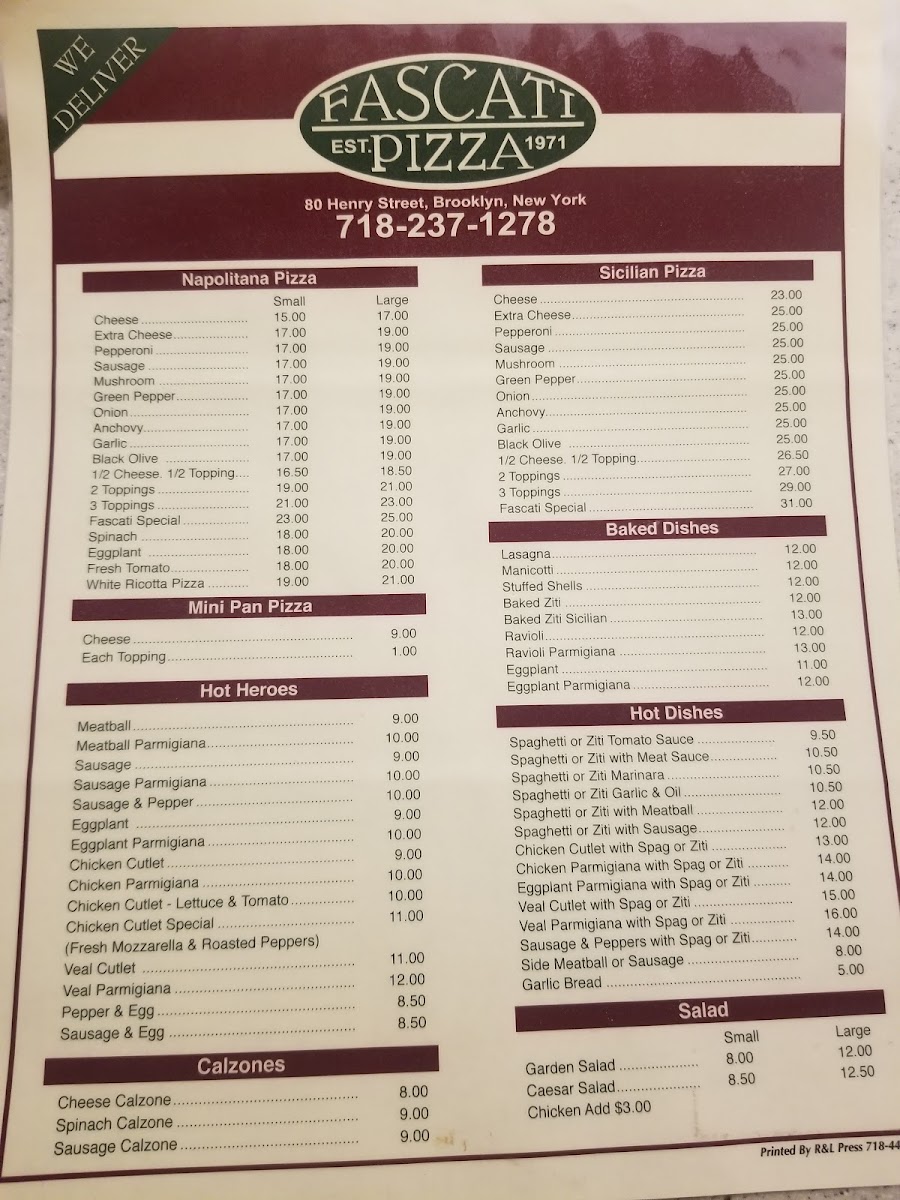 WE
DELIVER
FASCATI
EST. PIZZA 1971
80 Henry Street, Brooklyn, New York
718-237-1278
Napolitana Pizza
Small Large
Cheese 15.00 17.00
Extra Cheese 17.00 19.00
Pepperoni 17.00 19.00
Sausage 17.00 19.00
Mushroom 17.00 19.00
Green Pepper 17.00 19.00
Onion 17.00 19.00
Anchovy 17.00 19.00
Garlic 17.00 19.00
Black Olive 17.00 19.00
1/2 Cheese. 1/2 Topping 16.50 18.50
2 Toppings 19.00 21.00
3 Toppings 21.00 23.00
Fascati Special 23.00 25.00
Spinach 18.00 20.00
Eggplant 18.00 20.00
Fresh Tomato 18.00 20.00
White Ricotta Pizza 19.00 21.00
Mini Pan Pizza
Cheese 9.00
Each Topping 1.00
Hot Heroes
Meatball 9.00
Meatball Parmigiana 10.00
Sausage 9.00
Sausage Parmigiana 10.00
Sausage & Pepper 10.00
Eggplant 9.00
Eggplant Parmigiana 10.00
Chicken Cutlet 9.00
Chicken Parmigiana 10.00
Chicken Cutlet - Lettuce & Tomato 10.00
Chicken Cutlet Special 11.00
(Fresh Mozzarella & Roasted Peppers)
Veal Cutlet 11.00
Veal Parmigiana 12.00
Pepper & Egg 8.50
Sausage & Egg 8.50
Calzones
Cheese Calzone 8.00
Spinach Calzone 9.00
Sausage Calzone 9.00
Sicilian Pizza
Cheese 23.00
Extra Cheese 25.00
Pepperoni 25.00
Sausage 25.00
Mushroom 25.00
Green Pepper 25.00
Onion 25.00
Anchovy 25.00
Garlic 25.00
Black Olive 25.00
1/2 Cheese. 1/2 Topping 26.50
2 Toppings 27.00
3 Toppings 29.00
Fascati Special 31.00
Baked Dishes
Lasagna 12.00
Manicotti 12.00
Stuffed Shells 12.00
Baked Ziti 12.00
Baked Ziti Sicilian 13.00
Ravioli 12.00
Ravioli Parmigiana 13.00
Eggplant 11.00
Eggplant Parmigiana 12.00
Hot Dishes
Spaghetti or Ziti Tomato Sauce 9.50
Spaghetti or Ziti with Meat Sauce 10.50
Spaghetti or Ziti Marinara 10.50
Spaghetti or Ziti Garlic & Oil 10.50
Spaghetti or Ziti with Meatball 12.00
Spaghetti or Ziti with Sausage 12.00
Chicken Cutlet with Spag or Ziti 13.00
Chicken Parmigiana with Spag or Ziti 14.00
Eggplant Parmigiana with Spag or Ziti 14.00
Veal Cutlet with Spag or Ziti 15.00
Veal Parmigiana with Spag or Ziti 16.00
Sausage & Peppers with Spag or Ziti 14.00
Side Meatball or Sausage 8.00
Garlic Bread 5.00
Salad
Small Large
Garden Salad 8.00 12.00
Caesar Salad 8.50 12.50
Chicken Add $3.00
Printed By R&L Press 718-44